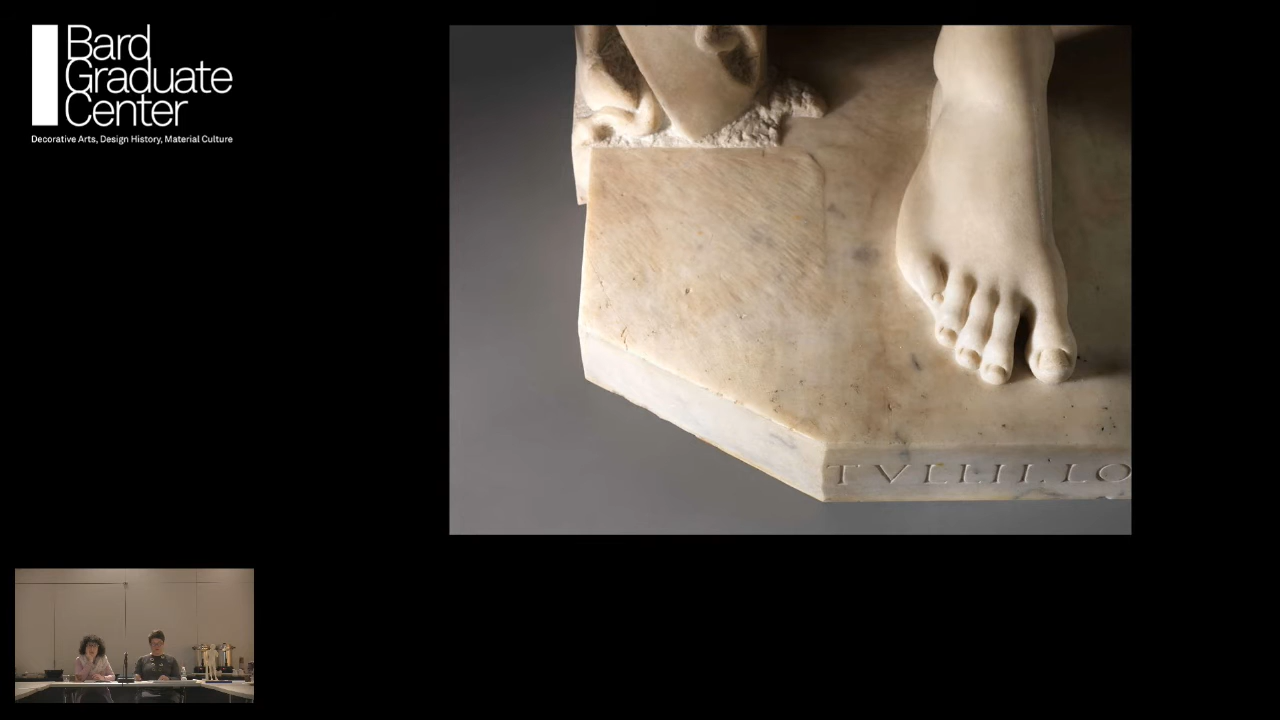 Bard
Graduate
Center
Decorative Arts, Design History, Material Culture
TVLLII.LO